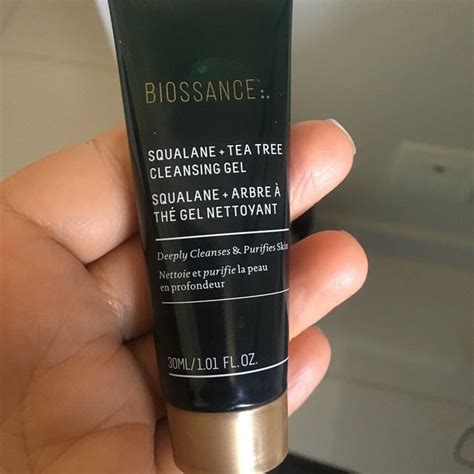 BIOSSANCE:.
SQUALANE + TEA TREE
CLEANSING GEL
SQUALANE + ARBRE À
THÉ GEL NETTOYANT
Deeply Cleanses & Purifies Skin
Nettoie et purifie la peau
en profondeur
30ML/1.01 FL.OZ.